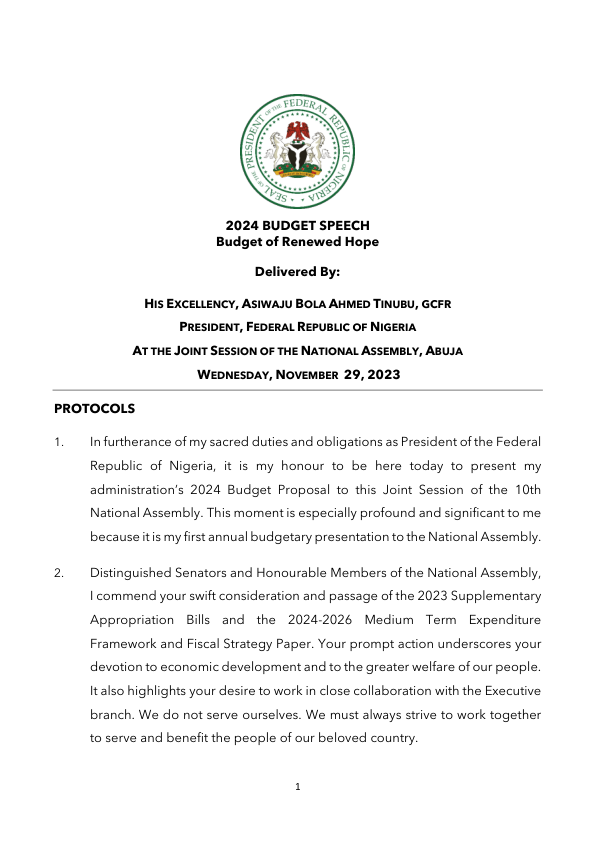 SEAL OF THE PRESIDENT OF THE FEDERAL REPUBLIC OF NIGERIA
2024 BUDGET SPEECH
Budget of Renewed Hope
Delivered By:
HIS EXCELLENCY, ASIWAJU BOLA AHMED TINUBU, GCFR
PRESIDENT, FEDERAL REPUBLIC OF NIGERIA
AT THE JOINT SESSION OF THE NATIONAL ASSEMBLY, ABUJA
WEDNESDAY, NOVEMBER 29, 2023
PROTOCOLS
1. In furtherance of my sacred duties and obligations as President of the Federal
Republic of Nigeria, it is my honour to be here today to present my
administration’s 2024 Budget Proposal to this Joint Session of the 10th
National Assembly. This moment is especially profound and significant to me
because it is my first annual budgetary presentation to the National Assembly.
2. Distinguished Senators and Honourable Members of the National Assembly,
I commend your swift consideration and passage of the 2023 Supplementary
Appropriation Bills and the 2024-2026 Medium Term Expenditure
Framework and Fiscal Strategy Paper. Your prompt action underscores your
devotion to economic development and to the greater welfare of our people.
It also highlights your desire to work in close collaboration with the Executive
branch. We do not serve ourselves. We must always strive to work together
to serve and benefit the people of our beloved country.
1